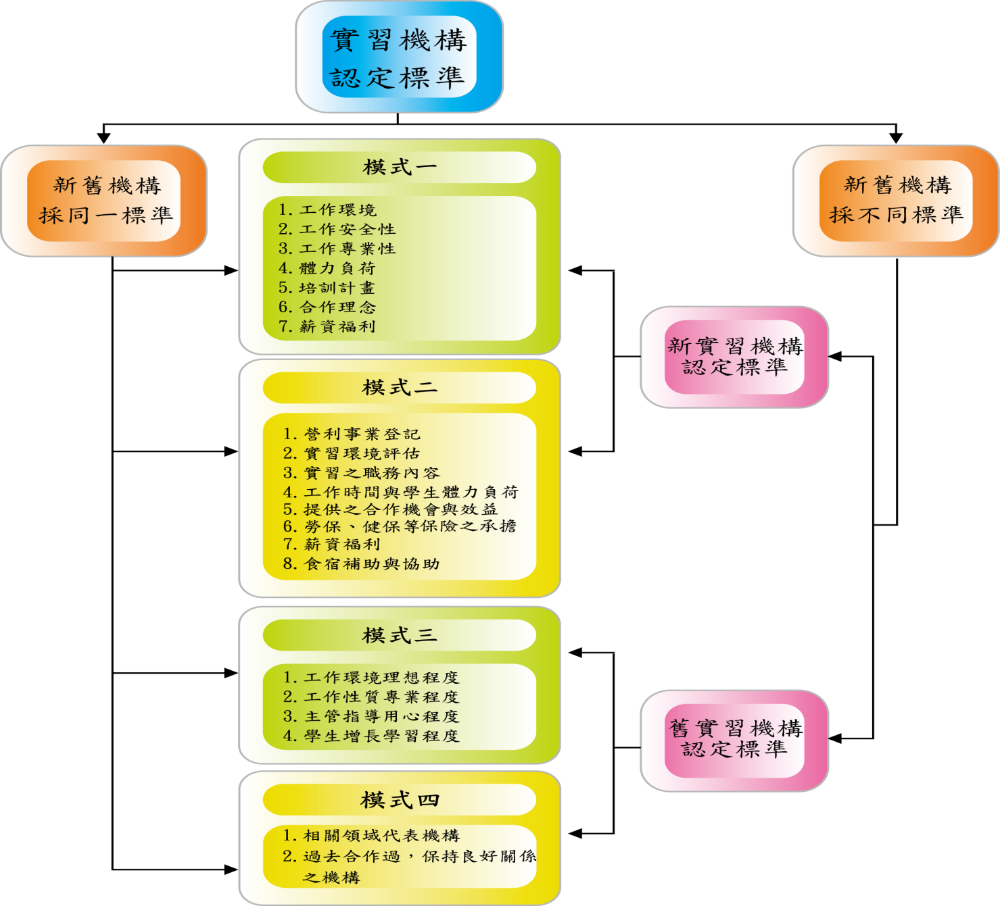 實習機構
認定標準
新舊機構
採同一標準
新舊機構
採不同標準
模式一
1. 工作環境
2. 工作安全性
3. 工作專業性
4. 體力負荷
5. 培訓計畫
6. 合作理念
7. 薪資福利
新實習機構
認定標準
模式二
1. 營利事業登記
2. 實習環境評估
3. 實習之職務內容
4. 工作時間與學生體力負荷
5. 提供之合作機會與效益
6. 勞保、健保等保險之承擔
7. 薪資福利
8. 食宿補助與協助
模式三
1. 工作環境理想程度
2. 工作性質專業程度
3. 主管指導用心程度
4. 學生增長學習程度
舊實習機構
認定標準
模式四
1. 相關領域代表機構
2. 過去合作過，保持良好關係
之機構